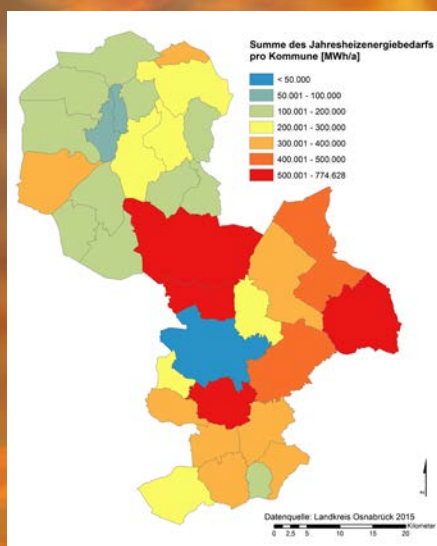 Summe des Jahresheizenergiebedarfs
pro Kommune [MWh/a]
< 50.000
50.001 - 100.000
100.001 - 200.000
200.001 - 300.000
300.001 - 400.000
400.001 - 500.000
500.001 - 774.628
Datenquelle: Landkreis Osnabrück 2015
Kilometer
0 2,5 5 10 15 20